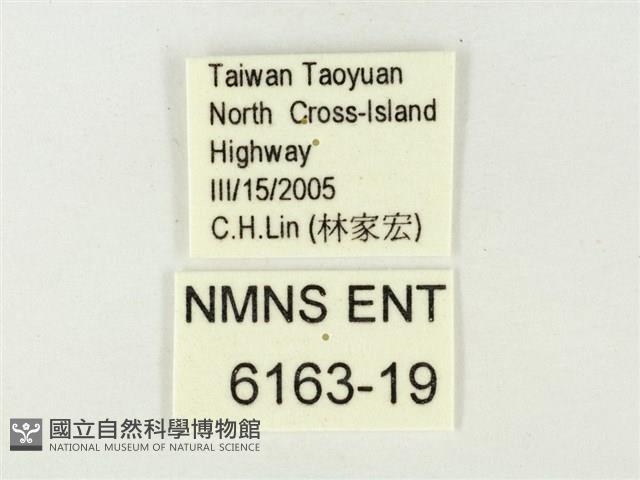 Taiwan Taoyuan
North Cross-Island
Highway
III/15/2005
C.H.Lin (林家宏)
NMNS ENT
6163-19
國立自然科學博物館
NATIONAL MUSEUM OF NATURAL SCIENCE